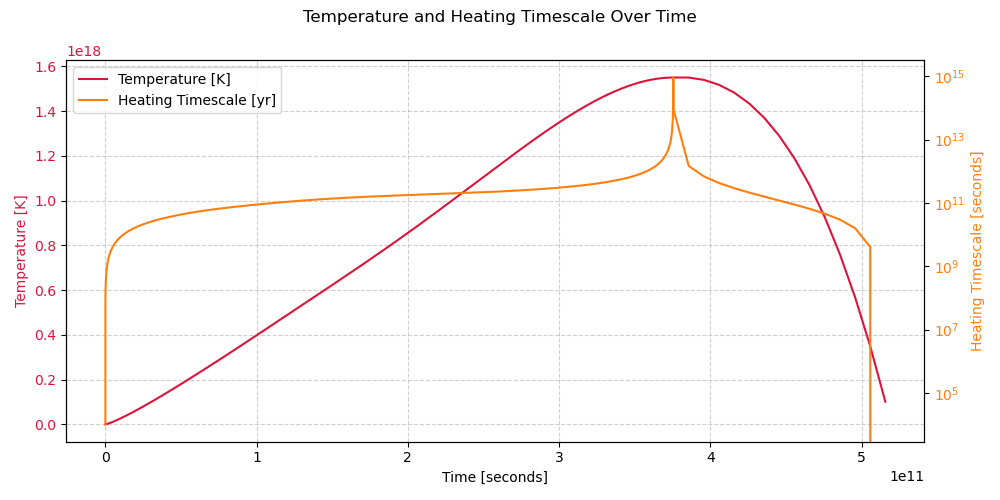 Temperature and Heating Timescale Over Time
1e18
Temperature [K]
Heating Timescale [yr]
1.6
1.4
1.2
1.0
0.8
0.6
0.4
0.2
0.0
Temperature [K]
10^15
10^13
10^11
10^9
10^7
10^5
Heating Timescale [seconds]
0 1 2 3 4 5
1e11
Time [seconds]